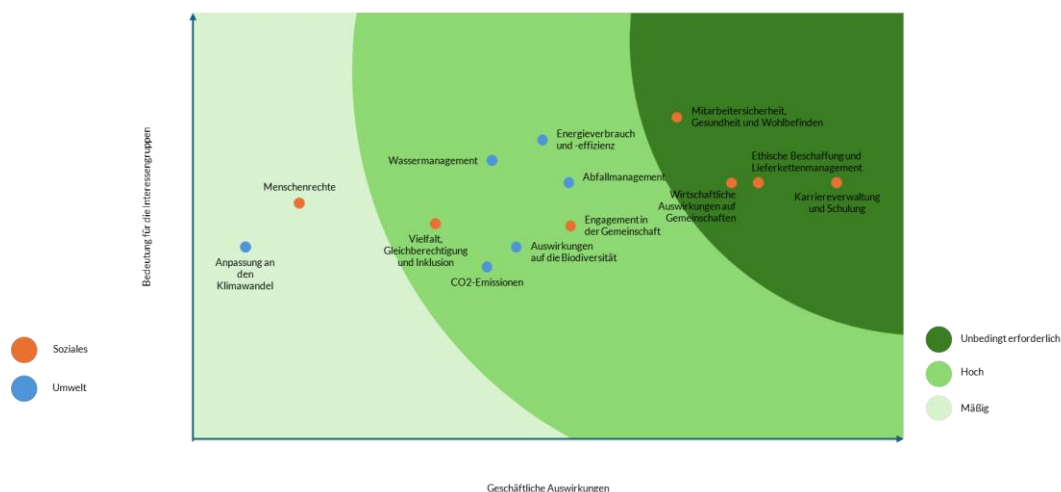 Mitarbeitersicherheit,
Gesundheit und Wohlbefinden
Energieverbrauch
und -effizienz
Wassermanagement
Ethische Beschaffung und
Lieferkettenmanagement
Abfallmanagement
Menschenrechte
Wirtschaftliche
Auswirkungen auf
Gemeinschaften
Karriereverwaltung
und Schulung
Engagement in
der Gemeinschaft
Vielfalt,
Gleichberechtigung
und Inklusion
Auswirkungen
auf die Biodiversität
Anpassung an
den
Klimawandel
CO2-Emissionen
Bedeutung für die Interessengruppen
Soziales
Umwelt
Unbedingt erforderlich
Hoch
Mäßig
Geschäftliche Auswirkungen